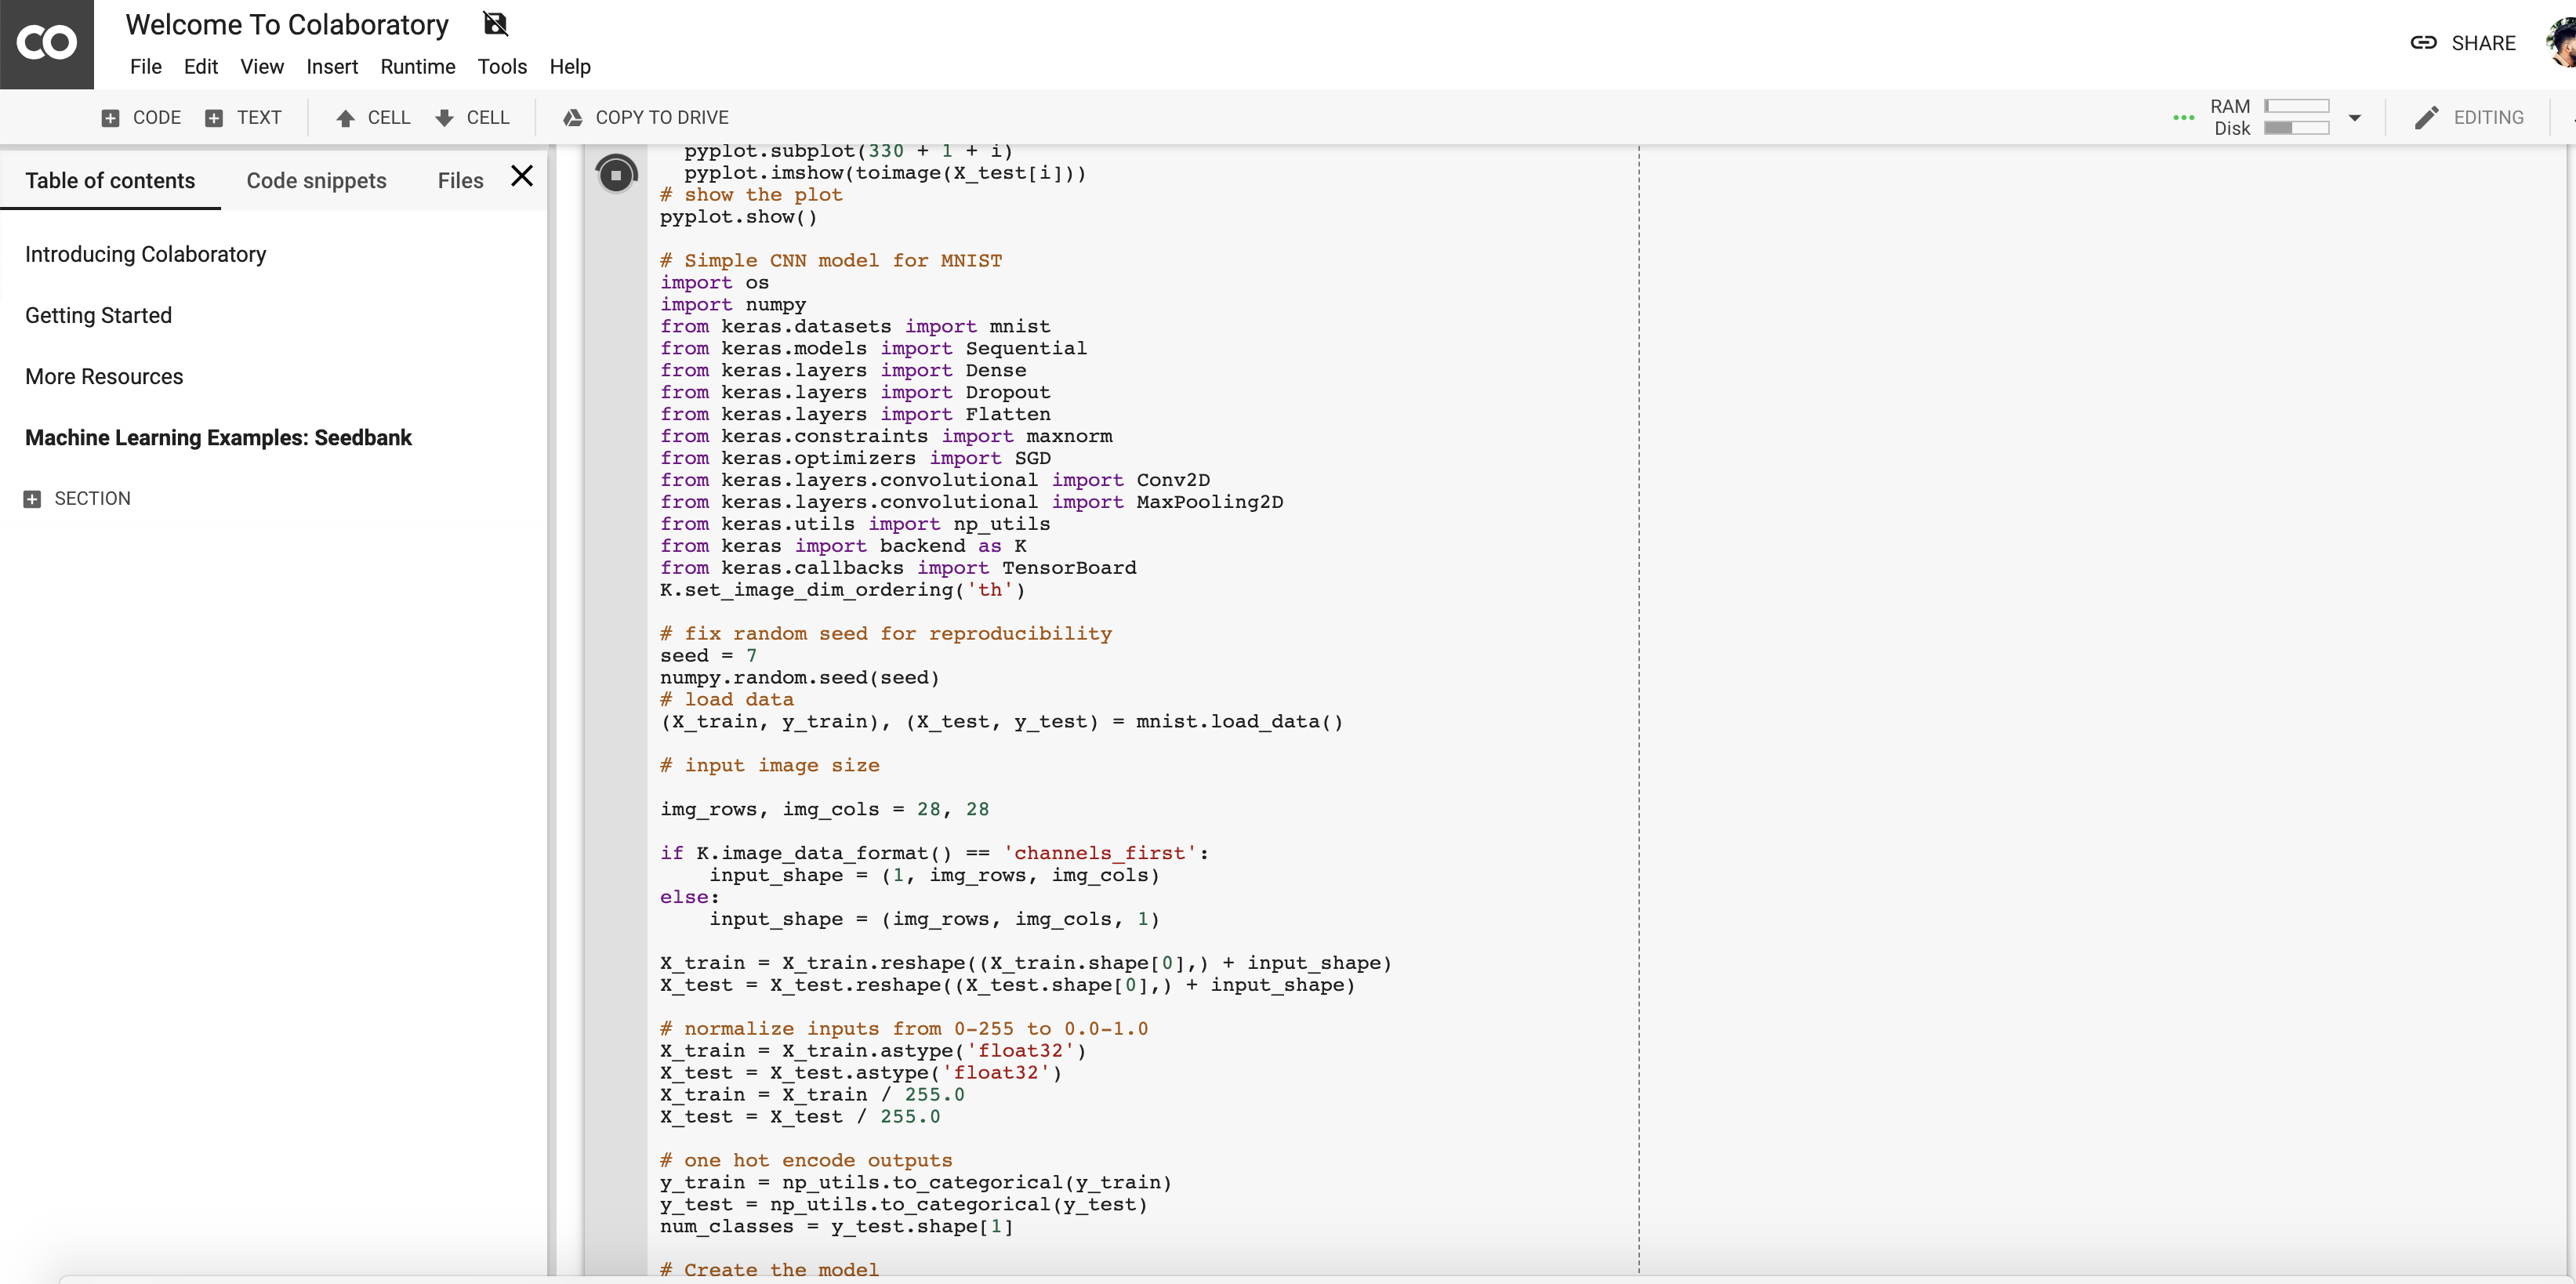 CO
Welcome To Colaboratory
File Edit View Insert Runtime Tools Help
SHARE
CODE TEXT CELL CELL COPY TO DRIVE
RAM
Disk
EDITING
Table of contents Code snippets Files
Introducing Colaboratory
Getting Started
More Resources
Machine Learning Examples: Seedbank
SECTION
pyplot.subplot(330 + 1 + i)
pyplot.imshow(toimage(X_test[i]))
# show the plot
pyplot.show()
# Simple CNN model for MNIST
import os
import numpy
from keras.datasets import mnist
from keras.models import Sequential
from keras.layers import Dense
from keras.layers import Dropout
from keras.layers import Flatten
from keras.constraints import maxnorm
from keras.optimizers import SGD
from keras.layers.convolutional import Conv2D
from keras.layers.convolutional import MaxPooling2D
from keras.utils import np_utils
from keras import backend as K
from keras.callbacks import TensorBoard
K.set_image_dim_ordering('th')
# fix random seed for reproducibility
seed = 7
numpy.random.seed(seed)
# load data
(X_train, y_train), (X_test, y_test) = mnist.load_data()
# input image size
img_rows, img_cols = 28, 28
if K.image_data_format() == 'channels_first':
input_shape = (1, img_rows, img_cols)
else:
input_shape = (img_rows, img_cols, 1)
X_train = X_train.reshape((X_train.shape[0],) + input_shape)
X_test = X_test.reshape((X_test.shape[0],) + input_shape)
# normalize inputs from 0-255 to 0.0-1.0
X_train = X_train.astype('float32')
X_test = X_test.astype('float32')
X_train = X_train / 255.0
X_test = X_test / 255.0
# one hot encode outputs
y_train = np_utils.to_categorical(y_train)
y_test = np_utils.to_categorical(y_test)
num_classes = y_test.shape[1]
# Create the model